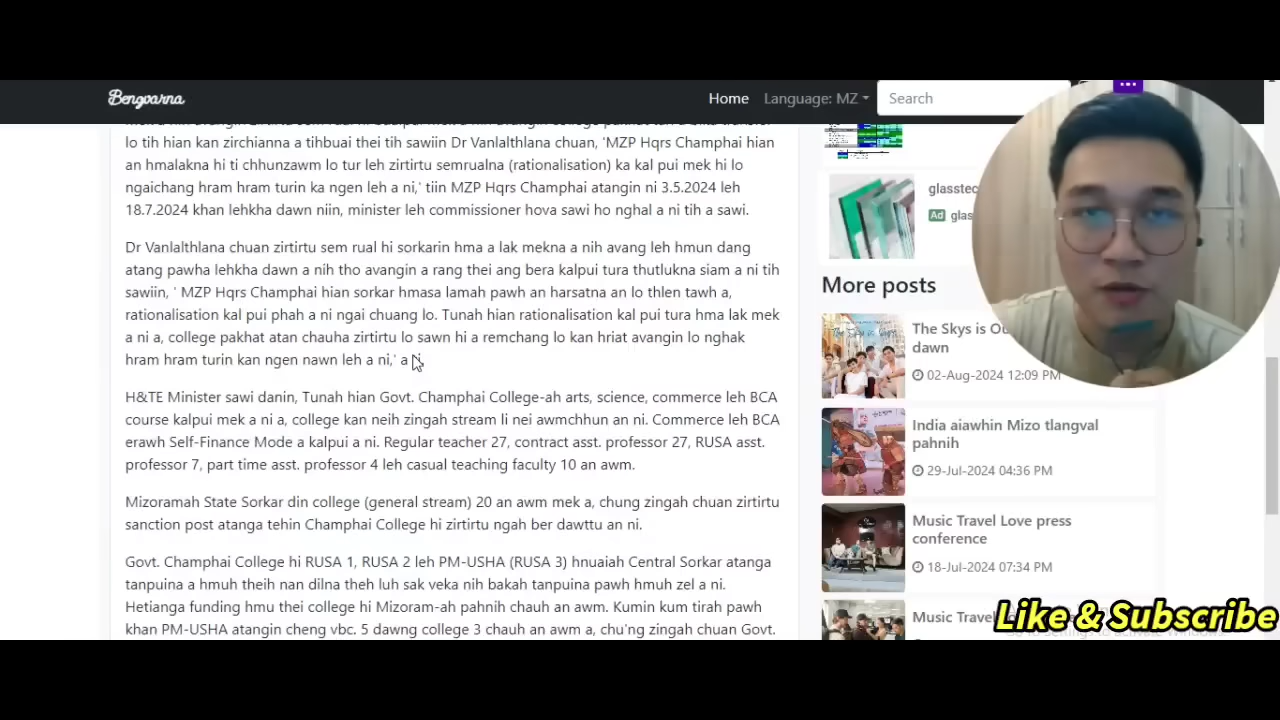 Bengvarna
Home
Language: MZ
Search
a tih hian kan zirchianna a tihbuai thei tih sawiin Dr Vanlalthlana chuan, 'MZP Hqrs Champhai hian
an harialakna hi ti chhunzawm lo tur leh zirtirtu semrualna (rationalisation) ka kal pui mek hi lo
ngaichang hram hram turin ka ngen leh a ni,' tiin MZP Hqrs Champhai atangin ni 3.5.2024 leh
18.7.2024 khan lehkha dawn niin, minister leh commissioner hova sawi ho nghal a ni tih a sawi.
Dr Vanlalthlana chuan zirtirtu sem rual hi sorkarin hma a lak mekna a nih avang leh hmun dang
atang pawha lehkha dawn a nih tho avangin a rang thei ang bera kalpui tura thutlukna siam a ni tih
sawiin, ' MZP Hqrs Champhai hian sorkar hmasa lamah pawh an harsatna an lo thlen tawh a,
rationalisation kal pui phah a ni ngai chuang lo. Tunah hian rationalisation kal pui tura hma lak mek
a ni a, college pakhat atan chauha zirtirtu lo sawn hi a remchang lo kan hriat avangin lo nghak
hram hram turin kan ngen nawn leh a ni,' a ti.
H&TE Minister sawi danin, Tunah hian Govt. Champhai College-ah arts, science, commerce leh BCA
course kalpui mek a ni a, college kan neih zingah stream li nei awmchhun an ni. Commerce leh BCA
erawh Self-Finance Mode a kalpui a ni. Regular teacher 27, contract asst. professor 27, RUSA asst.
professor 7, part time asst. professor 4 leh casual teaching faculty 10 an awm.
Mizoramah State Sorkar din college (general stream) 20 an awm mek a, chung zingah chuan zirtirtu
sanction post atanga tehin Champhai College hi zirtirtu ngah ber dawttu an ni.
Govt. Champhai College hi RUSA 1, RUSA 2 leh PM-USHA (RUSA 3) hnuaiah Central Sorkar atanga
tanpuina a hmuh theih nan dilna theh luh sak veka nih bakah tanpuina pawh hmuh zel a ni.
Hetianga funding hmu thei college hi Mizoram-ah pahnih chauh an awm. Kumin kum tirah pawh
khan PM-USHA atangin cheng vbc. 5 dawng college 3 chauh an awm a, chu'ng zingah chuan Govt.
glasstec
Ad glas
More posts
The Skys is Ou
dawn
02-Aug-2024 12:09 PM
India aiawhin Mizo tlangval
pahnih
29-Jul-2024 04:36 PM
Music Travel Love press
conference
18-Jul-2024 07:34 PM
Music Travel
Like & Subscribe